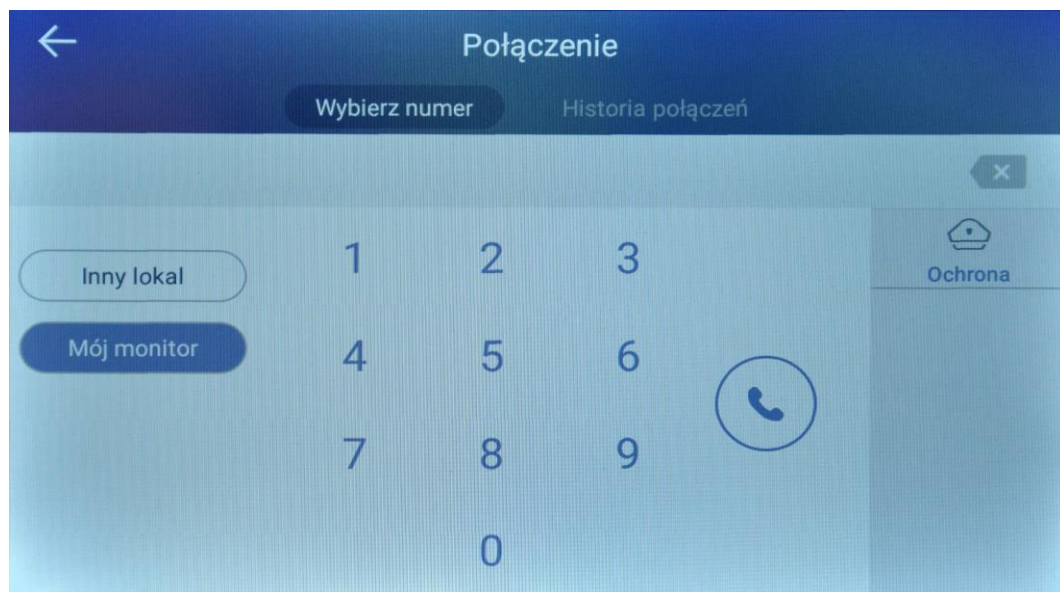 Połączenie
Wybierz numer
Historia połączeń
Inny lokal
Mój monitor
1 2 3
4 5 6
7 8 9
0
Ochrona